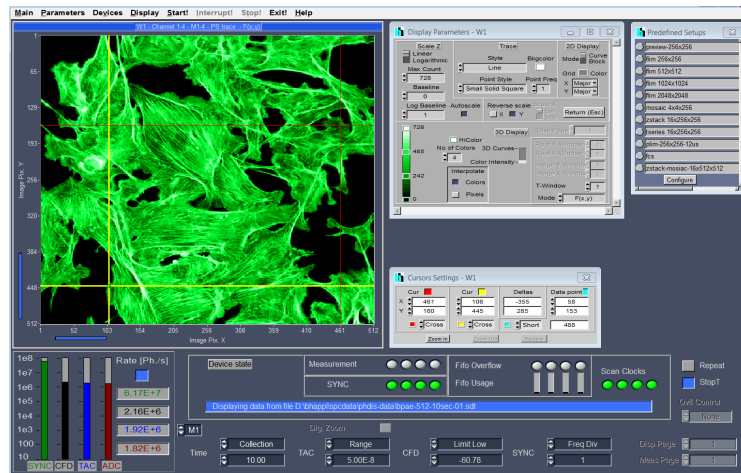 Main Parameters Devices Display Start! Interrupt! Stop! Exit! Help
W1 - Channel 1-4 - M1-4 - PS trace - F(x,y)
Image Pix. Y
1
65-
129-
193-
256-
320-
384-
448-
512-
1 52 103 154 205 256 309 410 461 512
Image Pix. X
Display Parameters - W1
Scale Z
Linear
Logarithmic
Max Count
728
Baseline
0
Log Baseline
1
Trace
Style
Line
Bkgcolor
Point Style
Small Solid Square
Point Freq
1
2D Display
Mode
Curve
Block
Grid
Color
X Major
Y Major
Autoscale
Reverse scale
X Y
Return (Esc)
728
486
242
0
HiColor
No of Colors
4
Interpolate
Colors
Pixels
3D Display
3D Curves-
Color Intensity-
T-Window
1
Mode
F(x,y)
Predefined Setups
preview-256x256
flim 256x256
flim 512x512
flim 1024x1024
flim 2048x2048
mosaic 4x4x256
zstack 16x256x256
tseries 16x256x256
plim-256x256-12us
fcs
zstack-mosiac-16x512x512
Configure
Cursors Settings - W1
Cur Cur Deltas Data point
X 461 106 -355 58
Y 160 445 285 153
Cross Cross Short 488
Zoom In
1e8
1e7
1e6
1e5
1e4
1e3
100
10
SYNC CFD TAC ADC
Rate [Ph./s]
6.17E+7
2.16E+6
1.92E+6
1.82E+6
Device state
Measurement
SYNC
Fifo Overflow
Fifo Usage
Scan Clocks
Repeat
StopT
Displaying data from file D:\bhappl\spcdata\phdis-data\bpae-512-10sec-01.sdt
Ovfl Control
None
M1
Dig. Zoom
Time
Collection
10.00
TAC
Range
5.00E-8
CFD
Limit Low
-60.78
SYNC
Freq Div
1
Disp Page 1
Meas Page 1